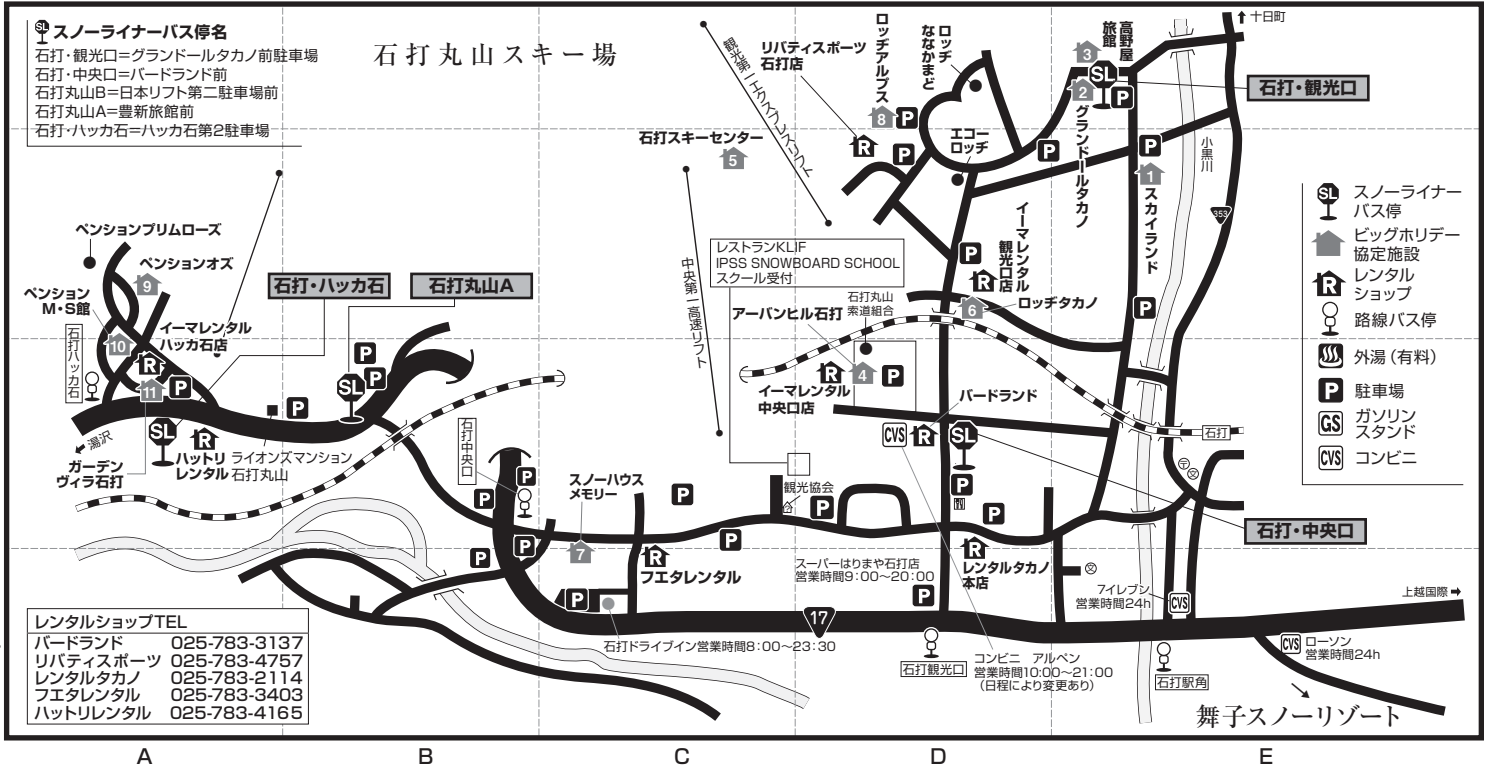 スノーライナーバス停名
石打・観光口=グランドールタカノ前駐車場
石打・中央口=バードランド前
石打丸山B=日本リフト第二駐車場前
石打丸山A=豊新旅館前
石打・ハッカ石=ハッカ石第2駐車場
石打丸山スキー場
観光第一エクスプレスリフト
リバティスポーツ
石打店
ロッヂアルプス
8
P
ロッヂ
ななかまど
高野屋
旅館
3
SL
2
P
グランドールタカノ
十日町
石打・観光口
石打スキーセンター
5
R
P
エコー
ロッヂ
P
P
1
スカイランド
小黒川
353
SL
スノーライナー
バス停
ビッグホリデー
協定施設
R
レンタル
ショップ
路線バス停
外湯(有料)
P
駐車場
GS
ガソリン
スタンド
CVS
コンビニ
ペンションプリムローズ
ペンションオズ
9
ペンション
M・S館
10
石打ハッカ石
イーマレンタル
ハッカ石店
R
11
P
石打・ハッカ石
石打丸山A
P
P
SL
P
湯沢
ガーデン
ヴィラ石打
SL
R
ハットリ
レンタル
ライオンズマンション
石打丸山
中央第一高速リフト
レストランKLIF
IPSS SNOWBOARD SCHOOL
スクール受付
アーバンヒル石打
石打丸山
索道組合
イーマレンタル
観光口店
P
R
6
ロッヂタカノ
P
R
4
P
イーマレンタル
中央口店
バードランド
CVS
R
SL
石打
石打中央口
P
P
P
P
スノーハウス
メモリー
7
P
観光協会
P
P
P
P
石打・中央口
R
フエタレンタル
スーパーはりまや石打店
営業時間9:00〜20:00
R
レンタルタカノ
本店
P
P
7イレブン
営業時間24h
CVS
上越国際
17
石打ドライブイン営業時間8:00〜23:30
石打観光口
コンビニ アルペン
営業時間10:00〜21:00
(日程により変更あり)
石打駅角
CVS
ローソン
営業時間24h
舞子スノーリゾート
レンタルショップTEL
バードランド 025-783-3137
リバティスポーツ 025-783-4757
レンタルタカノ 025-783-2114
フエタレンタル 025-783-3403
ハットリレンタル 025-783-4165
A B C D E